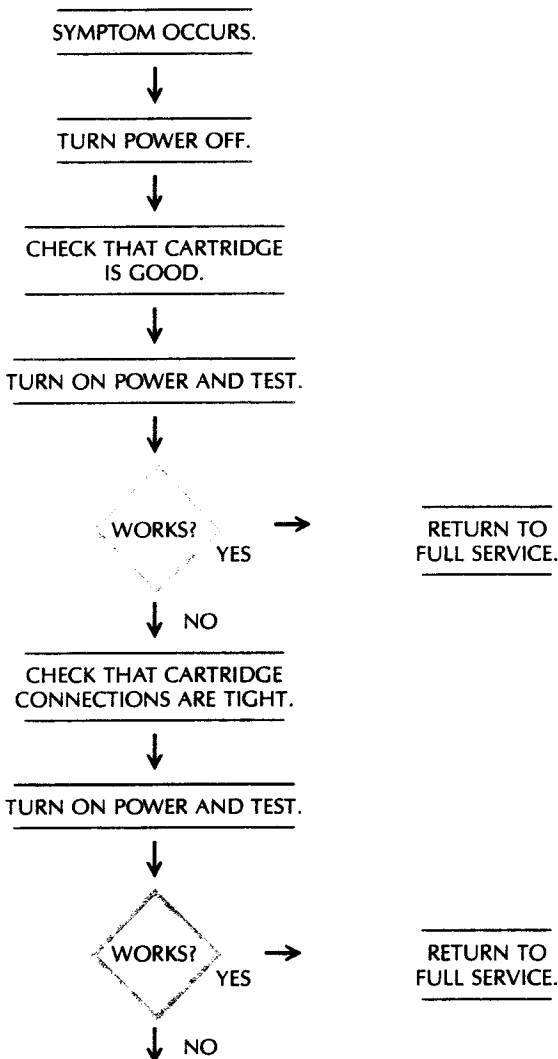 SYMPTOM OCCURS.
TURN POWER OFF.
CHECK THAT CARTRIDGE
IS GOOD.
TURN ON POWER AND TEST.
WORKS?
YES
RETURN TO
FULL SERVICE.
NO
CHECK THAT CARTRIDGE
CONNECTIONS ARE TIGHT.
TURN ON POWER AND TEST.
WORKS?
YES
RETURN TO
FULL SERVICE.
NO